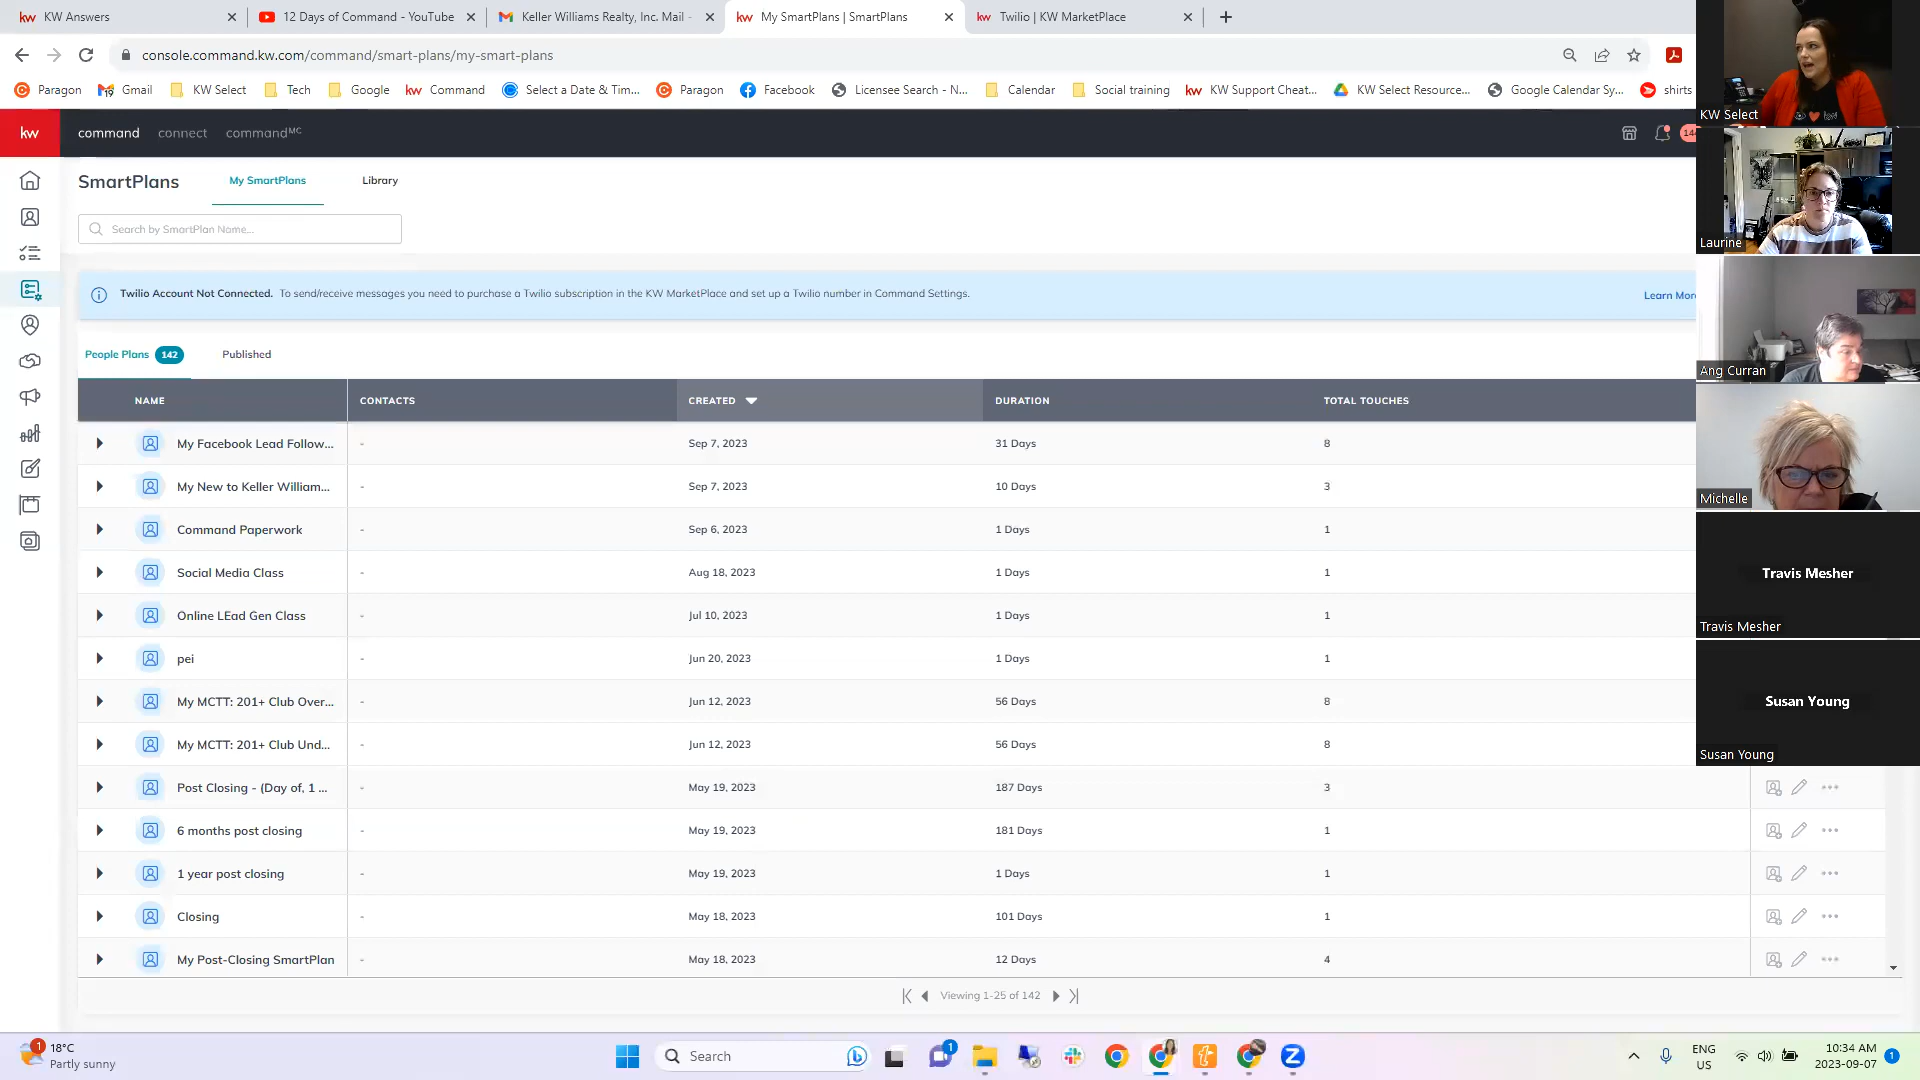 KW Answers
12 Days of Command - YouTube
Keller Williams Realty, Inc. Mail -
kw My SmartPlans | SmartPlans
kw Twilio | KW MarketPlace
console.command.kw.com/command/smart-plans/my-smart-plans
Paragon Gmail KW Select Tech Google kw Command Select a Date & Tim... Paragon Facebook Licensee Search - N... Calendar Social training kw KW Support Cheat... KW Select Resource... Google Calendar Sy... shirts
kw command connect commandMC
SmartPlans My SmartPlans Library
Search by SmartPlan Name...
Twilio Account Not Connected. To send/receive messages you need to purchase a Twilio subscription in the KW MarketPlace and set up a Twilio number in Command Settings. Learn More
People Plans 142 Published
NAME CONTACTS CREATED DURATION TOTAL TOUCHES
My Facebook Lead Follow... - Sep 7, 2023 31 Days 8
My New to Keller William... - Sep 7, 2023 10 Days 3
Command Paperwork - Sep 6, 2023 1 Days 1
Social Media Class - Aug 18, 2023 1 Days 1
Online LEad Gen Class - Jul 10, 2023 1 Days 1
pei - Jun 20, 2023 1 Days 1
My MCTT: 201+ Club Over... - Jun 12, 2023 56 Days 8
My MCTT: 201+ Club Und... - Jun 12, 2023 56 Days 8
Post Closing - (Day of, 1 ... - May 19, 2023 187 Days 3
6 months post closing - May 19, 2023 181 Days 1
1 year post closing - May 19, 2023 1 Days 1
Closing - May 18, 2023 101 Days 1
My Post-Closing SmartPlan - May 18, 2023 12 Days 4
Viewing 1-25 of 142
KW Select
Laurine
Ang Curran
Michelle
Travis Mesher
Travis Mesher
Susan Young
Susan Young
1 18°C
Partly sunny
Search
1
ENG
US
10:34 AM
2023-09-07
1